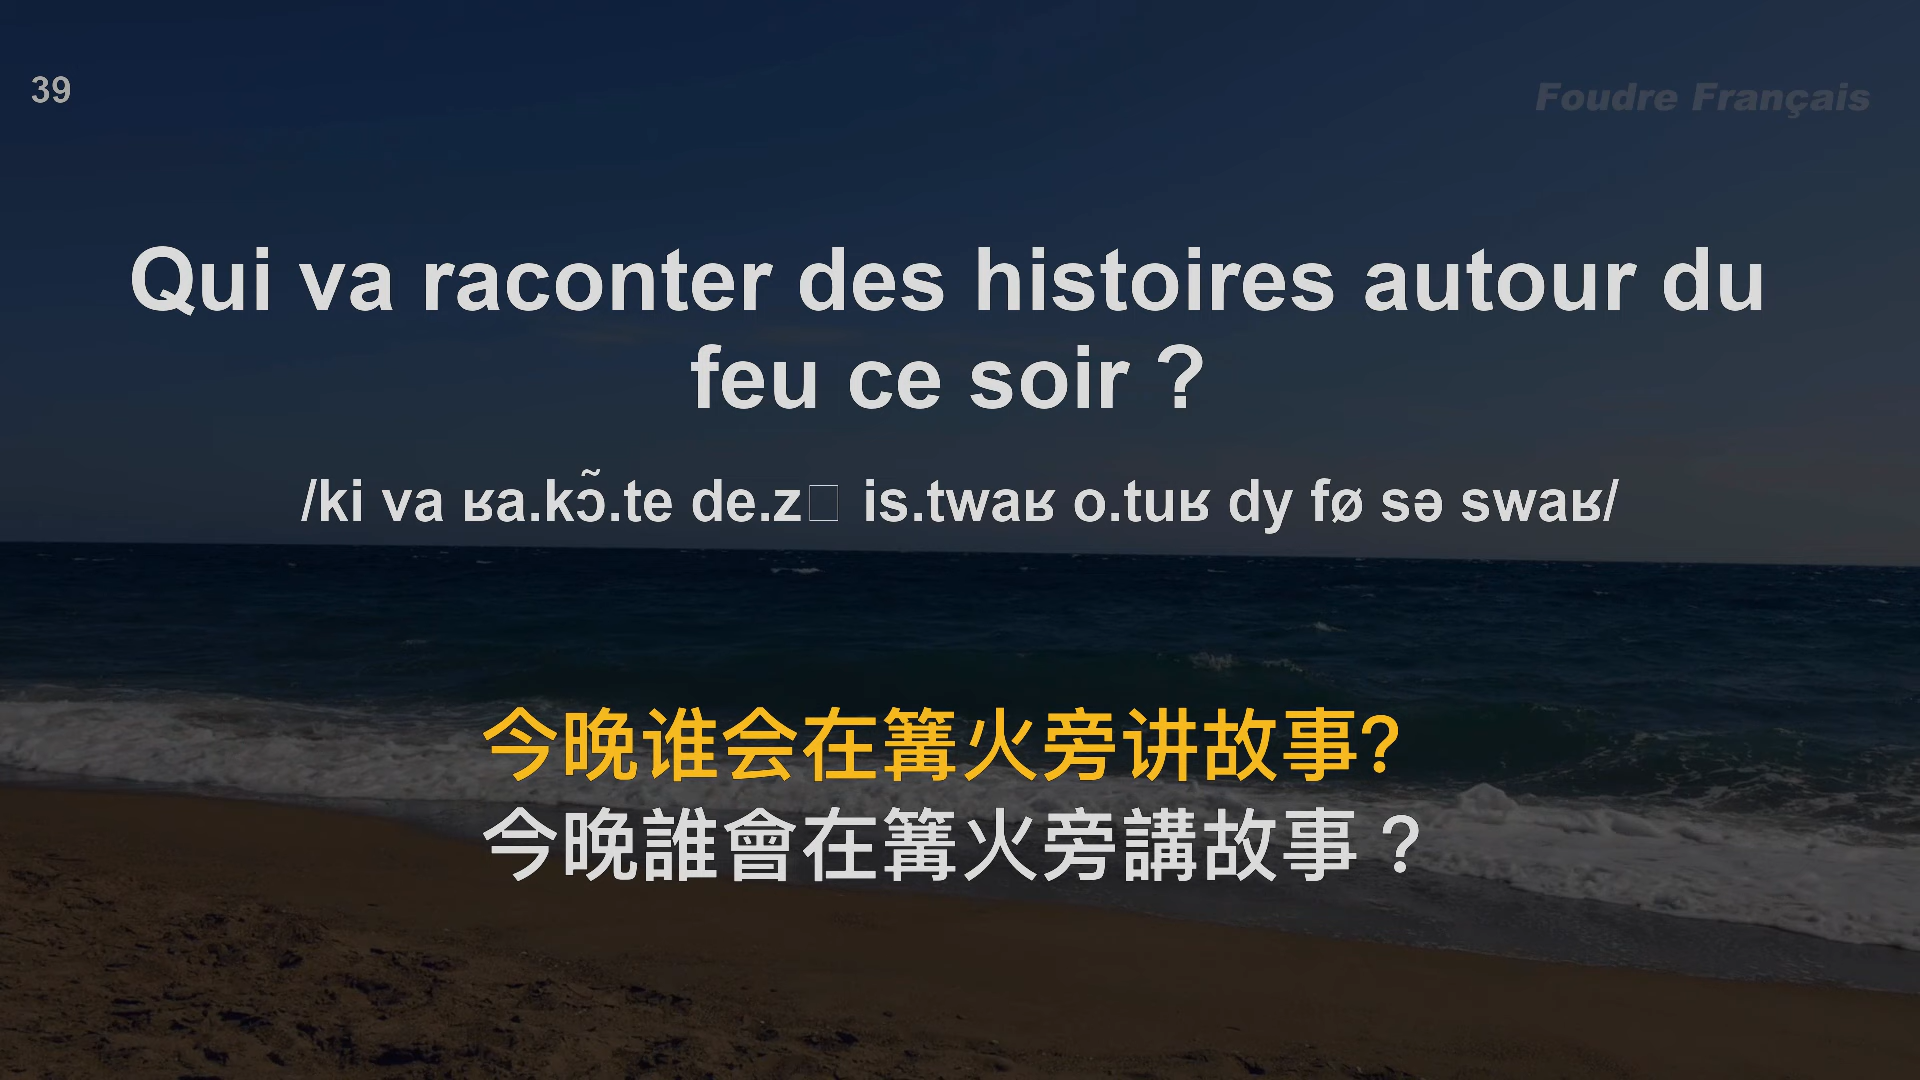 39
Foudre Français
Qui va raconter des histoires autour du
feu ce soir ?
/ki va ʁa.kɔ̃.te de.z□ is.twaʁ o.tuʁ dy fø sə swaʁ/
今晚谁会在篝火旁讲故事?
今晚誰會在篝火旁講故事？